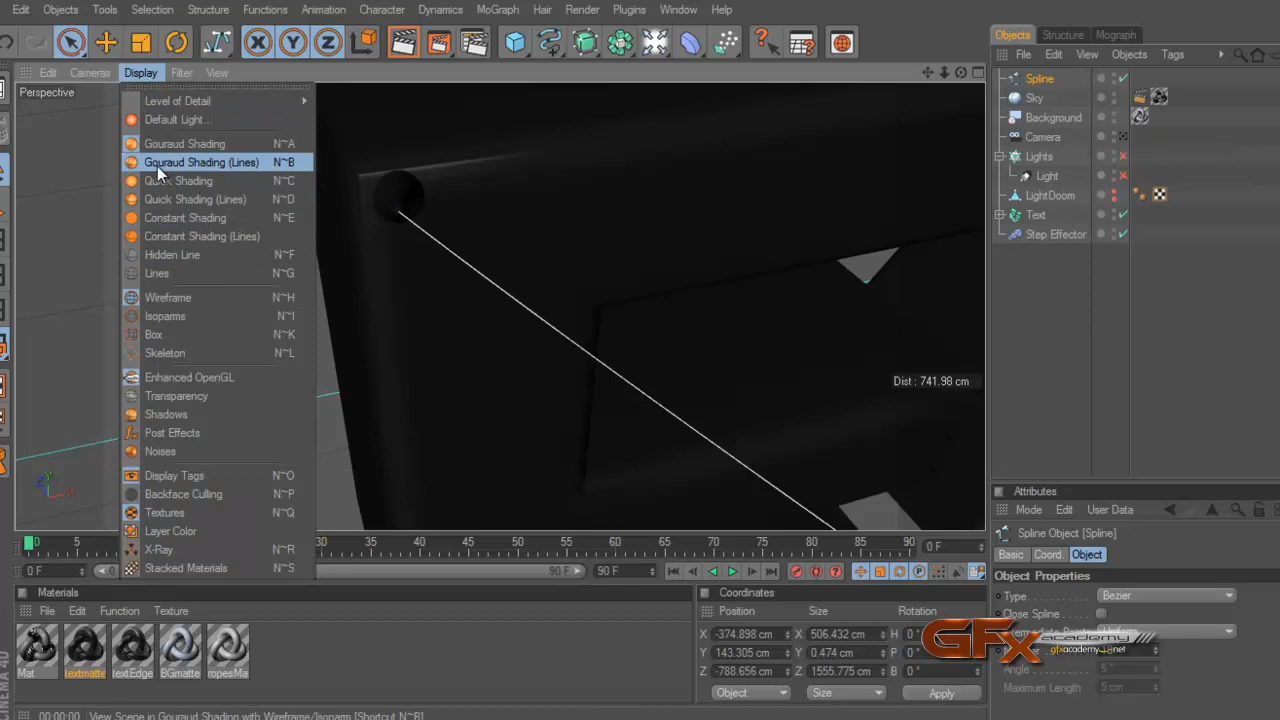 Edit Objects Tools Selection Structure Functions Animation Character Dynamics MoGraph Hair Render Plugins Window Help
X Y Z
Objects Structure Mograph
File Edit View Objects Tags
Edit Cameras Display Filter View
Perspective
Level of Detail
Default Light...
Gouraud Shading N~A
Gouraud Shading (Lines) N~B
Quick Shading N~C
Quick Shading (Lines) N~D
Constant Shading N~E
Constant Shading (Lines)
Hidden Line N~F
Lines N~G
Wireframe N~H
Isoparms N~I
Box N~K
Skeleton N~L
Enhanced OpenGL
Transparency
Shadows
Post Effects
Noises
Display Tags N~O
Backface Culling N~P
Textures N~Q
Layer Color
X-Ray N~R
Stacked Materials N~S
Dist : 741.98 cm
Y
X
Spline
Sky
Background
Camera
Lights
Light
LightDoom
Text
Step Effector
Attributes
Mode Edit User Data
Spline Object [Spline]
Basic Coord. Object
Object Properties
Type Bezier
Close Spline
Angle 5 °
Maximum Length 5 cm
0 5 30 35 40 45 50 55 60 65 70 75 80 85 90 0 F
0 F 0 F 90 F 90 F
P
Materials
File Edit Function Texture
Mat textmatte textEdge BGmatte ropesMa
Coordinates
Position Size Rotation
X -374.898 cm X 506.432 cm H 0 °
Y 143.305 cm Y 0.474 cm P 0 °
Z -788.656 cm Z 1555.775 cm B 0 °
Object Size Apply
GFX academy
gfxacademy
.net
CINEMA 4D
00:00:00 View Scene in Gouraud Shading with Wireframe/Isoparm [Shortcut N~B]